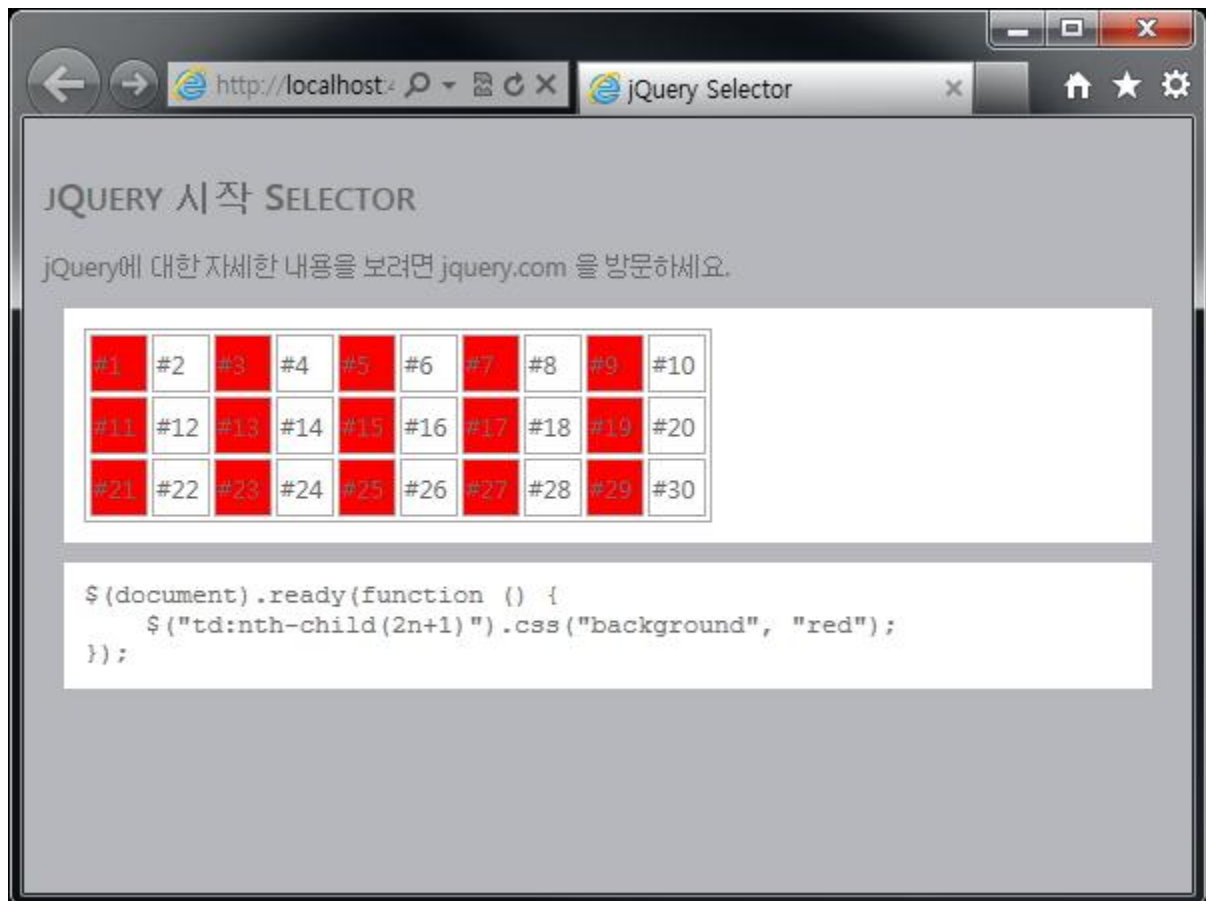 http://localhost:4
jQuery Selector
JQUERY 시작 SELECTOR
jQuery에 대한 자세한 내용을 보려면 jquery.com 을 방문하세요.
#1 #2 #3 #4 #5 #6 #7 #8 #9 #10
#11 #12 #13 #14 #15 #16 #17 #18 #19 #20
#21 #22 #23 #24 #25 #26 #27 #28 #29 #30
$(document).ready(function () {
    $("td:nth-child(2n+1)").css("background", "red");
});